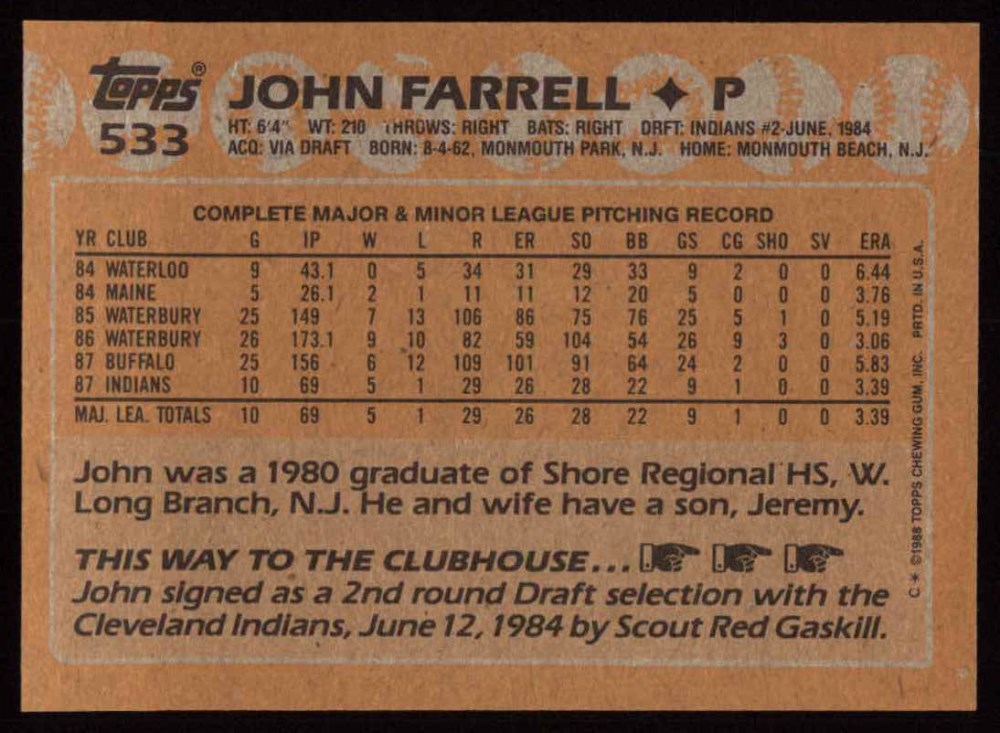 Topps® JOHN FARRELL ✦ P
533
HT: 6'4" WT: 210 THROWS: RIGHT BATS: RIGHT DRFT: INDIANS #2-JUNE, 1984
ACQ: VIA DRAFT BORN: 8-4-62, MONMOUTH PARK, N.J. HOME: MONMOUTH BEACH, N.J.
COMPLETE MAJOR & MINOR LEAGUE PITCHING RECORD
YR CLUB G IP W L R ER SO BB GS CG SHO SV ERA
84 WATERLOO 9 43.1 0 5 34 31 29 33 9 2 0 0 6.44
84 MAINE 5 26.1 2 1 11 11 12 20 5 0 0 0 3.76
85 WATERBURY 25 149 7 13 106 86 75 76 25 5 1 0 5.19
86 WATERBURY 26 173.1 9 10 82 59 104 54 26 9 3 0 3.06
87 BUFFALO 25 156 6 12 109 101 91 64 24 2 0 0 5.83
87 INDIANS 10 69 5 1 29 26 28 22 9 1 0 0 3.39
MAJ. LEA. TOTALS 10 69 5 1 29 26 28 22 9 1 0 0 3.39
John was a 1980 graduate of Shore Regional HS, W.
Long Branch, N.J. He and wife have a son, Jeremy.
THIS WAY TO THE CLUBHOUSE...
John signed as a 2nd round Draft selection with the
Cleveland Indians, June 12, 1984 by Scout Red Gaskill.
C* ©1988 TOPPS CHEWING GUM, INC. PRTD. IN U.S.A.